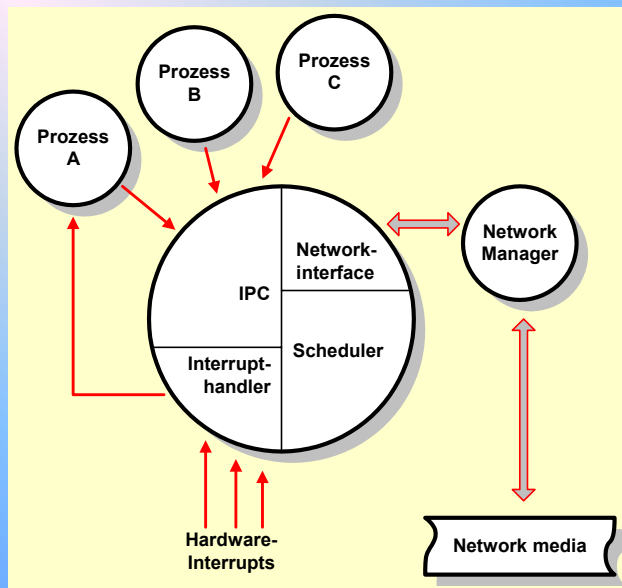 Prozess
A
Prozess
B
Prozess
C
IPC
Network-
interface
Scheduler
Interrupt-
handler
Network
Manager
Hardware-
Interrupts
Network media